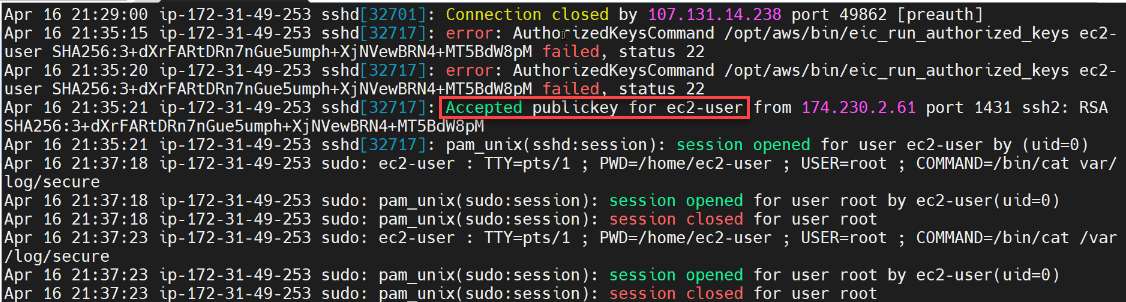 Apr 16 21:29:00 ip-172-31-49-253 sshd[32701]: Connection closed by 107.131.14.238 port 49862 [preauth]
Apr 16 21:35:15 ip-172-31-49-253 sshd[32717]: error: AuthorizedKeysCommand /opt/aws/bin/eic_run_authorized_keys ec2-
user SHA256:3+dXrFARtDRn7nGue5umph+XjNVewBRN4+MT5BdW8pM failed, status 22
Apr 16 21:35:20 ip-172-31-49-253 sshd[32717]: error: AuthorizedKeysCommand /opt/aws/bin/eic_run_authorized_keys ec2-
user SHA256:3+dXrFARtDRn7nGue5umph+XjNVewBRN4+MT5BdW8pM failed, status 22
Apr 16 21:35:21 ip-172-31-49-253 sshd[32717]: Accepted publickey for ec2-user from 174.230.2.61 port 1431 ssh2: RSA
SHA256:3+dXrFARtDRn7nGue5umph+XjNVewBRN4+MT5BdW8pM
Apr 16 21:35:21 ip-172-31-49-253 sshd[32717]: pam_unix(sshd:session): session opened for user ec2-user by (uid=0)
Apr 16 21:37:18 ip-172-31-49-253 sudo: ec2-user : TTY=pts/1 ; PWD=/home/ec2-user ; USER=root ; COMMAND=/bin/cat var/
log/secure
Apr 16 21:37:18 ip-172-31-49-253 sudo: pam_unix(sudo:session): session opened for user root by ec2-user(uid=0)
Apr 16 21:37:18 ip-172-31-49-253 sudo: pam_unix(sudo:session): session closed for user root
Apr 16 21:37:23 ip-172-31-49-253 sudo: ec2-user : TTY=pts/1 ; PWD=/home/ec2-user ; USER=root ; COMMAND=/bin/cat /var
/log/secure
Apr 16 21:37:23 ip-172-31-49-253 sudo: pam_unix(sudo:session): session opened for user root by ec2-user(uid=0)
Apr 16 21:37:23 ip-172-31-49-253 sudo: pam_unix(sudo:session): session closed for user root